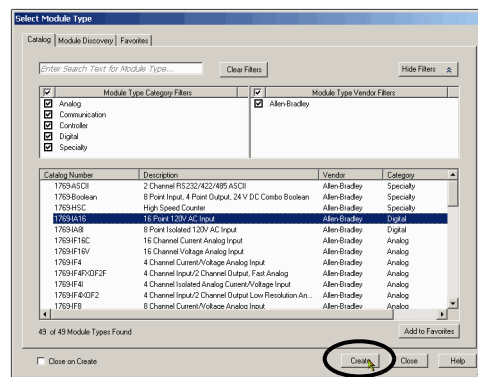 Select Module Type
Catalog Module Discovery Favorites
Enter Search Text for Module Type... Clear Filters Hide Filters
Module Type Category Filters Module Type Vendor Filters
Analog Allen-Bradley
Communication
Controller
Digital
Specialty
Catalog Number Description Vendor Category
1769-ASCII 2 Channel RS232/422/485 ASCII Allen-Bradley Specialty
1769-Boolean 8 Point Input, 4 Point Output, 24 V DC Combo Boolean Allen-Bradley Specialty
1769-HSC High Speed Counter Allen-Bradley Specialty
1769-IA16 16 Point 120V AC Input Allen-Bradley Digital
1769-IA8I 8 Point Isolated 120V AC Input Allen-Bradley Digital
1769-IF16C 16 Channel Current Analog Input Allen-Bradley Analog
1769-IF16V 16 Channel Voltage Analog Input Allen-Bradley Analog
1769-IF4 4 Channel Current/Voltage Analog Input Allen-Bradley Analog
1769-IF4FXOF2F 4 Channel Input/2 Channel Output, Fast Analog Allen-Bradley Analog
1769-IF4I 4 Channel Isolated Analog Current/Voltage Input Allen-Bradley Analog
1769-IF4XOF2 4 Channel Input/2 Channel Output Low Resolution An... Allen-Bradley Analog
1769-IF8 8 Channel Current/Voltage Analog Input Allen-Bradley Analog
49 of 49 Module Types Found Add to Favorites
Close on Create Create Close Help